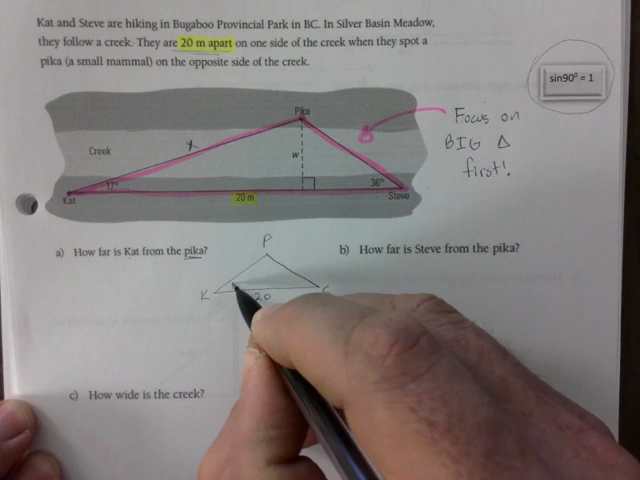 Kat and Steve are hiking in Bugaboo Provincial Park in BC. In Silver Basin Meadow,
they follow a creek. They are 20 m apart on one side of the creek when they spot a
pika (a small mammal) on the opposite side of the creek.
sin90° = 1
Pika
Focus on
BIG Δ
first!
Creek
x
w
17°
36°
Kat
20 m
Steve
a) How far is Kat from the pika?
b) How far is Steve from the pika?
P
K
20
c) How wide is the creek?